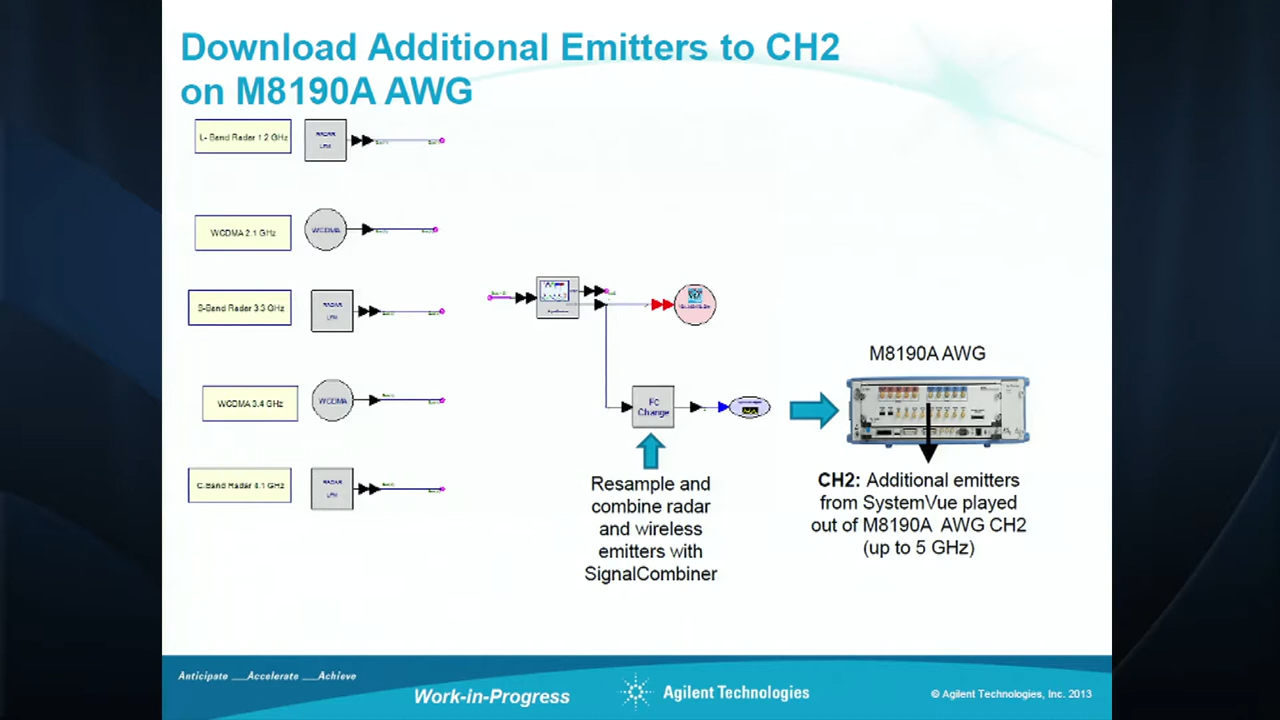 Download Additional Emitters to CH2
on M8190A AWG
L- Band Radar 1.2 GHz
RADAR
LFM
WCDMA 2.1 GHz
WCDMA
S-Band Radar 3.3 GHz
RADAR
LFM
WCDMA 3.4 GHz
WCDMA
C-Band Radar 4.1 GHz
RADAR
LFM
Fc
Change
Resample and
combine radar
and wireless
emitters with
SignalCombiner
M8190A AWG
CH2: Additional emitters
from SystemVue played
out of M8190A AWG CH2
(up to 5 GHz)
Anticipate __Accelerate __Achieve
Work-in-Progress
Agilent Technologies
© Agilent Technologies, Inc. 2013